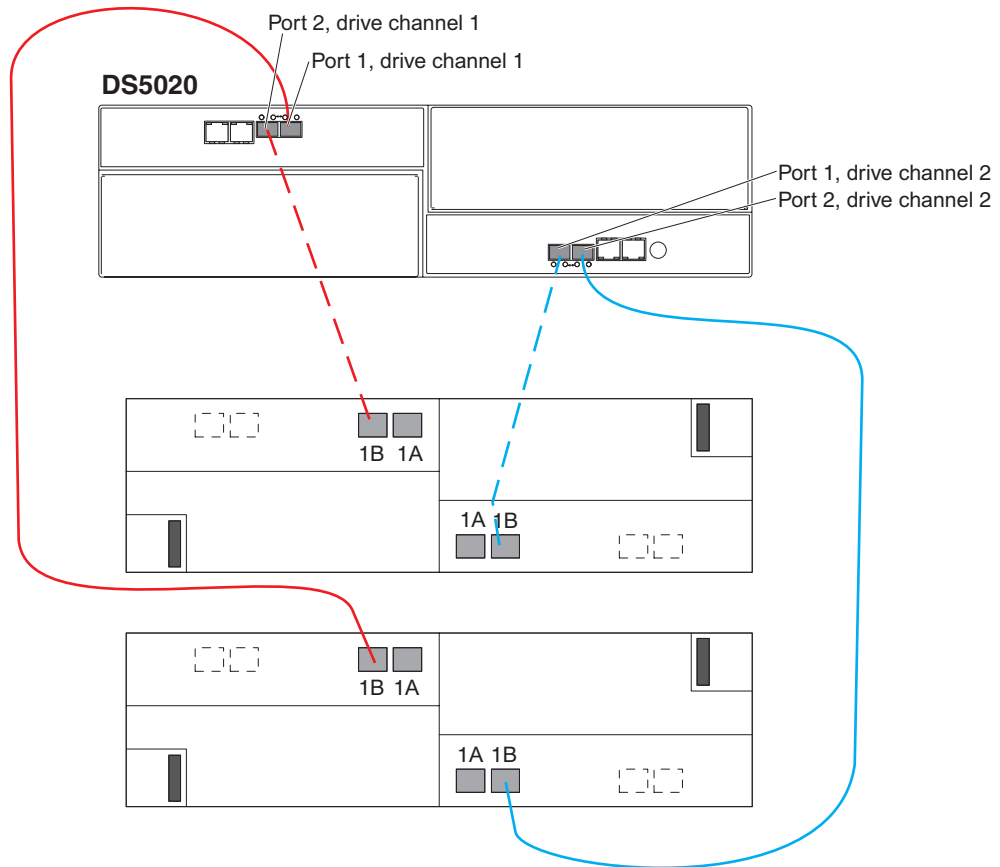 Port 2, drive channel 1
Port 1, drive channel 1
DS5020
Port 1, drive channel 2
Port 2, drive channel 2
1B 1A
1A 1B
1B 1A
1A 1B